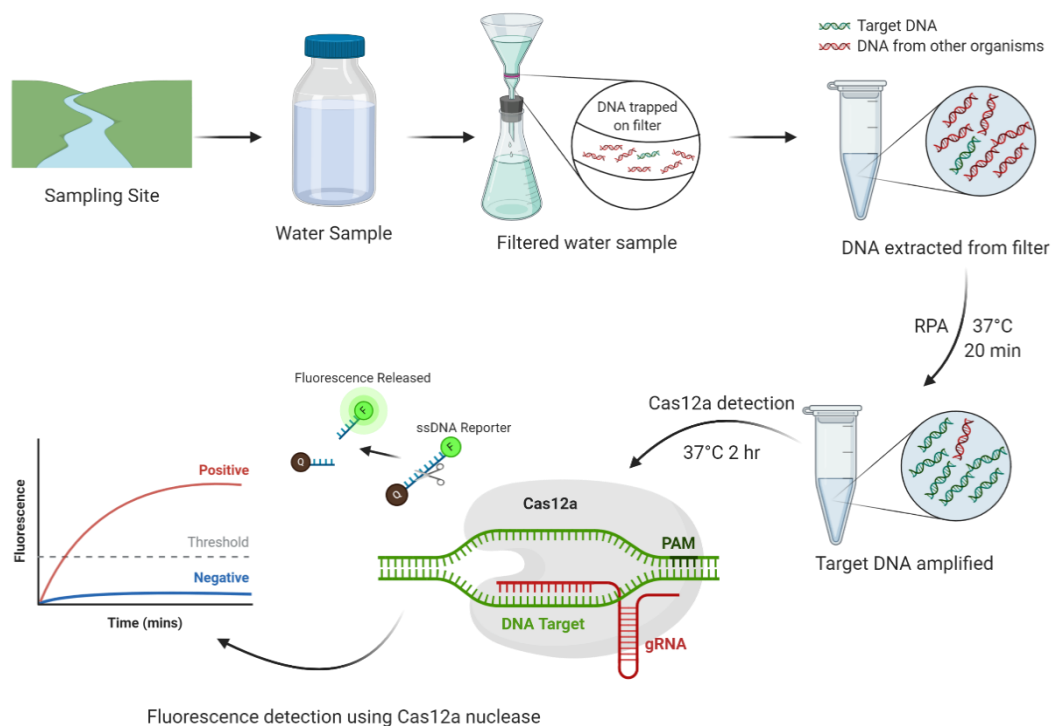 Target DNA
DNA from other organisms
DNA trapped
on filter
Sampling Site
Water Sample
Filtered water sample
DNA extracted from filter
RPA
37°C
20 min
Cas12a detection
37°C 2 hr
Target DNA amplified
Fluorescence Released
F
Q
ssDNA Reporter
F
Q
Cas12a
PAM
DNA Target
gRNA
Fluorescence
Positive
Threshold
Negative
Time (mins)
Fluorescence detection using Cas12a nuclease